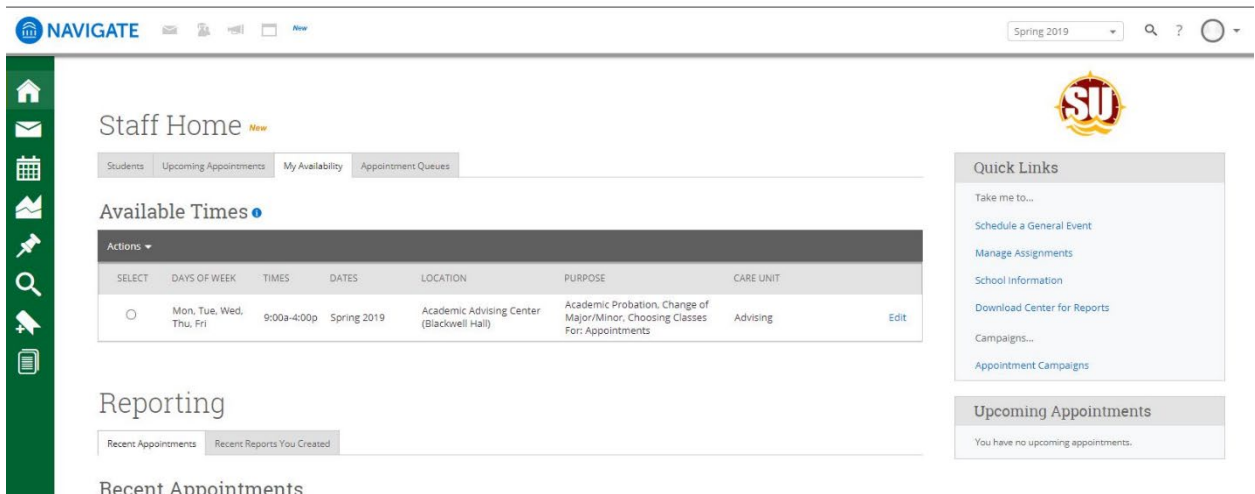 NAVIGATE New Spring 2019 ?
SU
Staff Home New
Students Upcoming Appointments My Availability Appointment Queues
Available Times
Actions
SELECT DAYS OF WEEK TIMES DATES LOCATION PURPOSE CARE UNIT
Mon, Tue, Wed,
Thu, Fri
9:00a-4:00p
Spring 2019
Academic Advising Center
(Blackwell Hall)
Academic Probation, Change of
Major/Minor, Choosing Classes
For: Appointments
Advising
Edit
Reporting
Recent Appointments Recent Reports You Created
Recent Appointments
Quick Links
Take me to...
Schedule a General Event
Manage Assignments
School Information
Download Center for Reports
Campaigns...
Appointment Campaigns
Upcoming Appointments
You have no upcoming appointments.